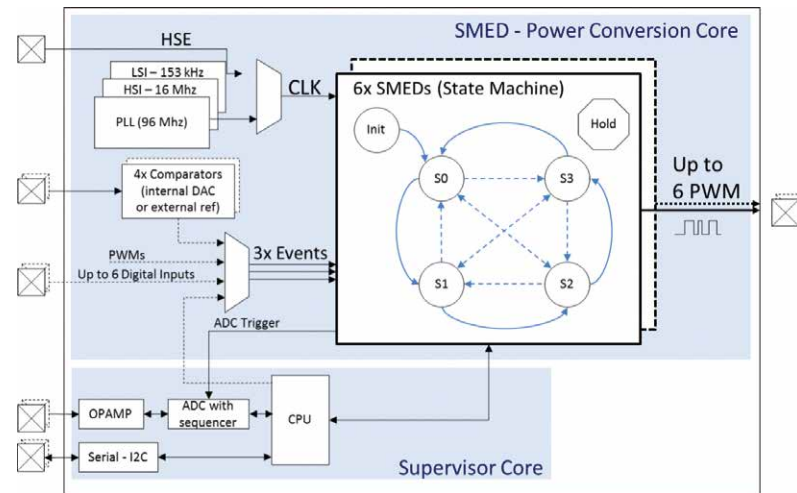 SMED - Power Conversion Core
HSE
LSI – 153 kHz
HSI – 16 Mhz
PLL (96 Mhz)
CLK
6x SMEDs (State Machine)
Init
Hold
S0
S3
S1
S2
Up to
6 PWM
4x Comparators
(internal DAC
or external ref)
PWMs
Up to 6 Digital Inputs
3x Events
ADC Trigger
OPAMP
ADC with
sequencer
CPU
Serial - I2C
Supervisor Core